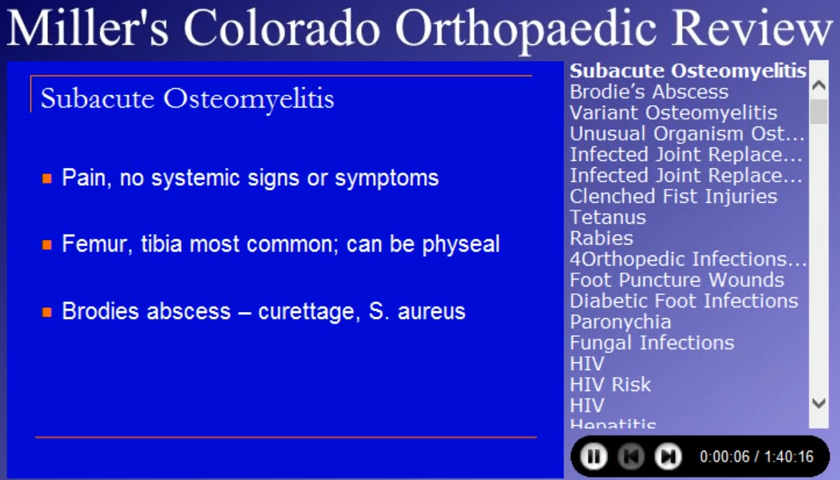 Miller's Colorado Orthopaedic Review
Subacute Osteomyelitis
Pain, no systemic signs or symptoms
Femur, tibia most common; can be physeal
Brodies abscess – curettage, S. aureus
Subacute Osteomyelitis
Brodie's Abscess
Variant Osteomyelitis
Unusual Organism Ost...
Infected Joint Replace...
Infected Joint Replace...
Clenched Fist Injuries
Tetanus
Rabies
4Orthopedic Infections...
Foot Puncture Wounds
Diabetic Foot Infections
Paronychia
Fungal Infections
HIV
HIV Risk
HIV
Hepatitis
0:00:06 / 1:40:16